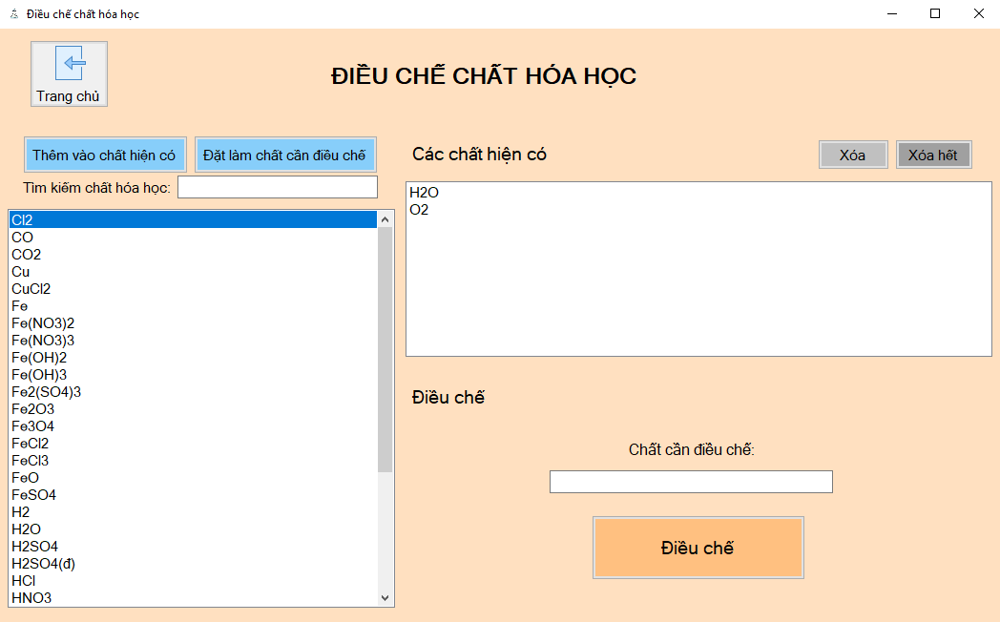 Điều chế chất hóa học
Trang chủ
ĐIỀU CHẾ CHẤT HÓA HỌC
Thêm vào chất hiện có
Đặt làm chất cần điêu chế
Tìm kiếm chất hóa học:
Cl2
CO
CO2
Cu
CuCl2
Fe
Fe(NO3)2
Fe(NO3)3
Fe(OH)2
Fe(OH)3
Fe2(SO4)3
Fe2O3
Fe3O4
FeCl2
FeCl3
FeO
FeSO4
H2
H2O
H2SO4
H2SO4(đ)
HCl
HNO3
Các chất hiện có
Xóa
Xóa hết
H2O
O2
Điều chế
Chất cần điều chế:
Điều chế